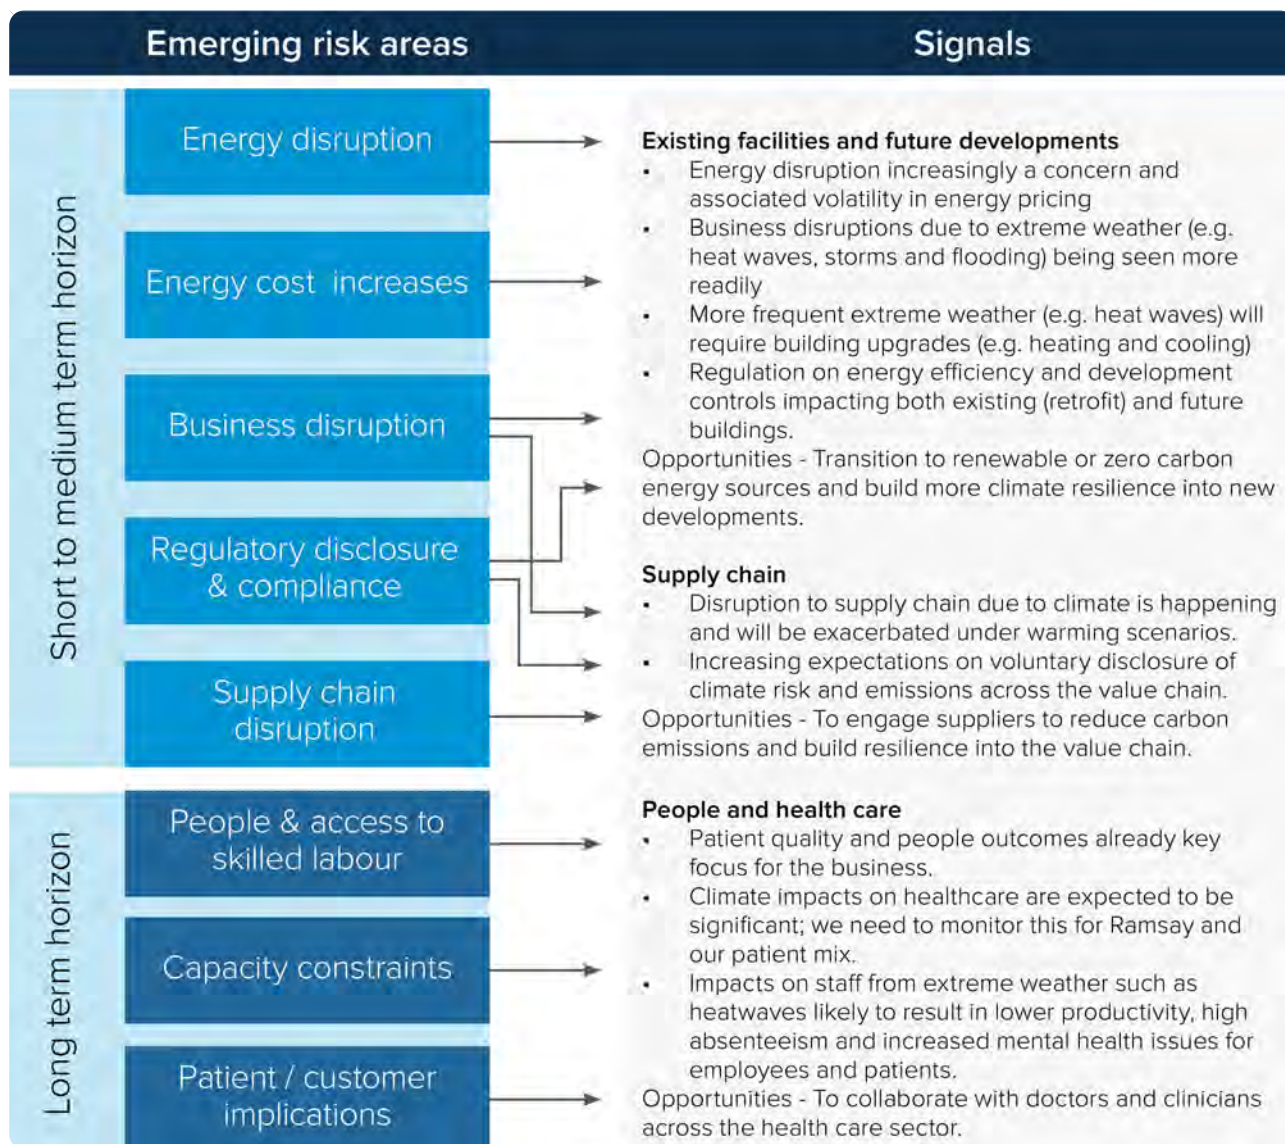 Emerging risk areas
Signals
Short to medium term horizon
Energy disruption
Energy cost increases
Business disruption
Regulatory disclosure
& compliance
Supply chain
disruption
Existing facilities and future developments
• Energy disruption increasingly a concern and
associated volatility in energy pricing
• Business disruptions due to extreme weather (e.g.
heat waves, storms and flooding) being seen more
readily
• More frequent extreme weather (e.g. heat waves) will
require building upgrades (e.g. heating and cooling)
• Regulation on energy efficiency and development
controls impacting both existing (retrofit) and future
buildings.
Opportunities - Transition to renewable or zero carbon
energy sources and build more climate resilience into new
developments.
Supply chain
• Disruption to supply chain due to climate is happening
and will be exacerbated under warming scenarios.
• Increasing expectations on voluntary disclosure of
climate risk and emissions across the value chain.
Opportunities - To engage suppliers to reduce carbon
emissions and build resilience into the value chain.
Long term horizon
People & access to
skilled labour
Capacity constraints
Patient / customer
implications
People and health care
• Patient quality and people outcomes already key
focus for the business.
• Climate impacts on healthcare are expected to be
significant; we need to monitor this for Ramsay and
our patient mix.
• Impacts on staff from extreme weather such as
heatwaves likely to result in lower productivity, high
absenteeism and increased mental health issues for
employees and patients.
Opportunities - To collaborate with doctors and clinicians
across the health care sector.